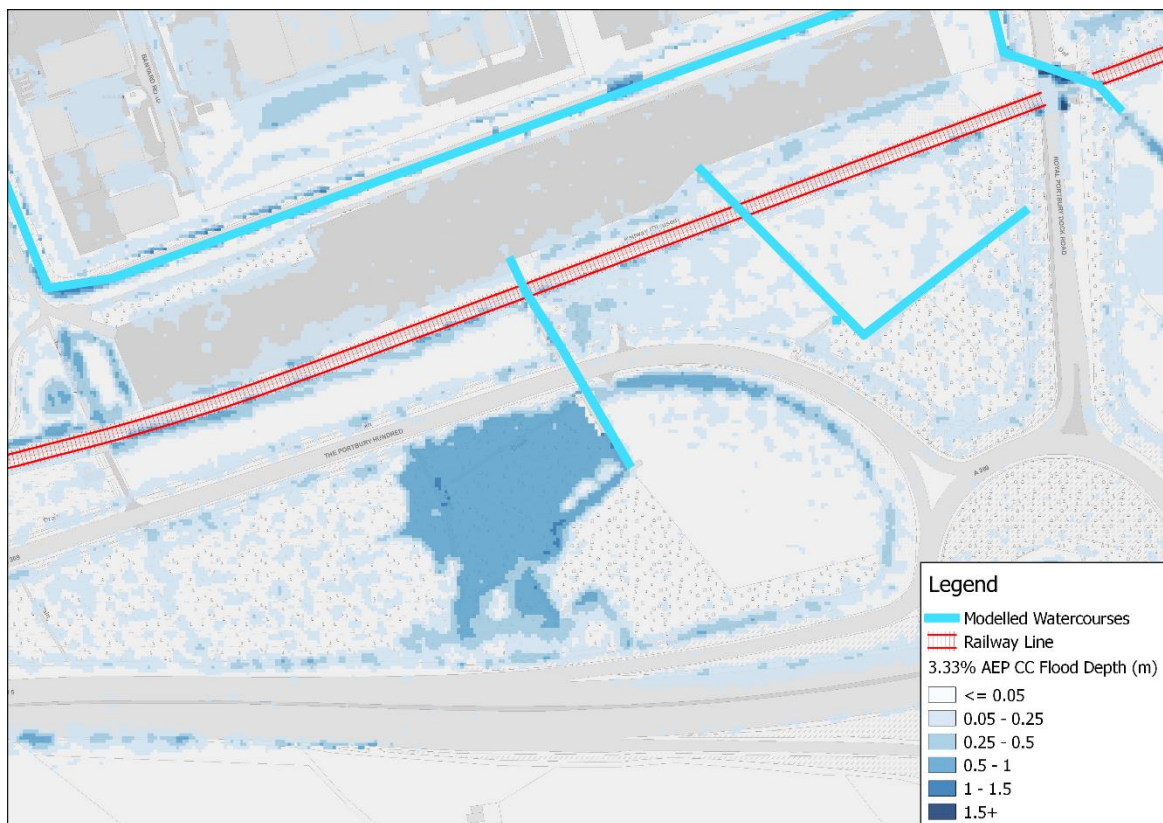 THE PORTBURY HUNDRED
ROYAL PORTBURY DOCK ROAD
Legend
Modelled Watercourses
Railway Line
3.33% AEP CC Flood Depth (m)
<= 0.05
0.05 - 0.25
0.25 - 0.5
0.5 - 1
1 - 1.5
1.5+